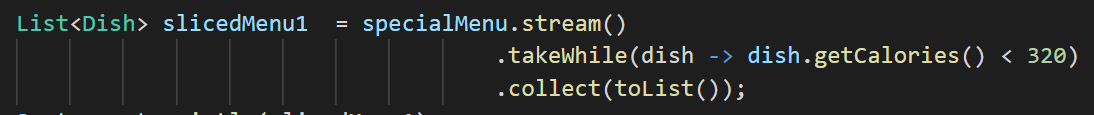 List<Dish> slicedMenu1  = specialMenu.stream()
.takeWhile(dish -> dish.getCalories() < 320)
.collect(toList());